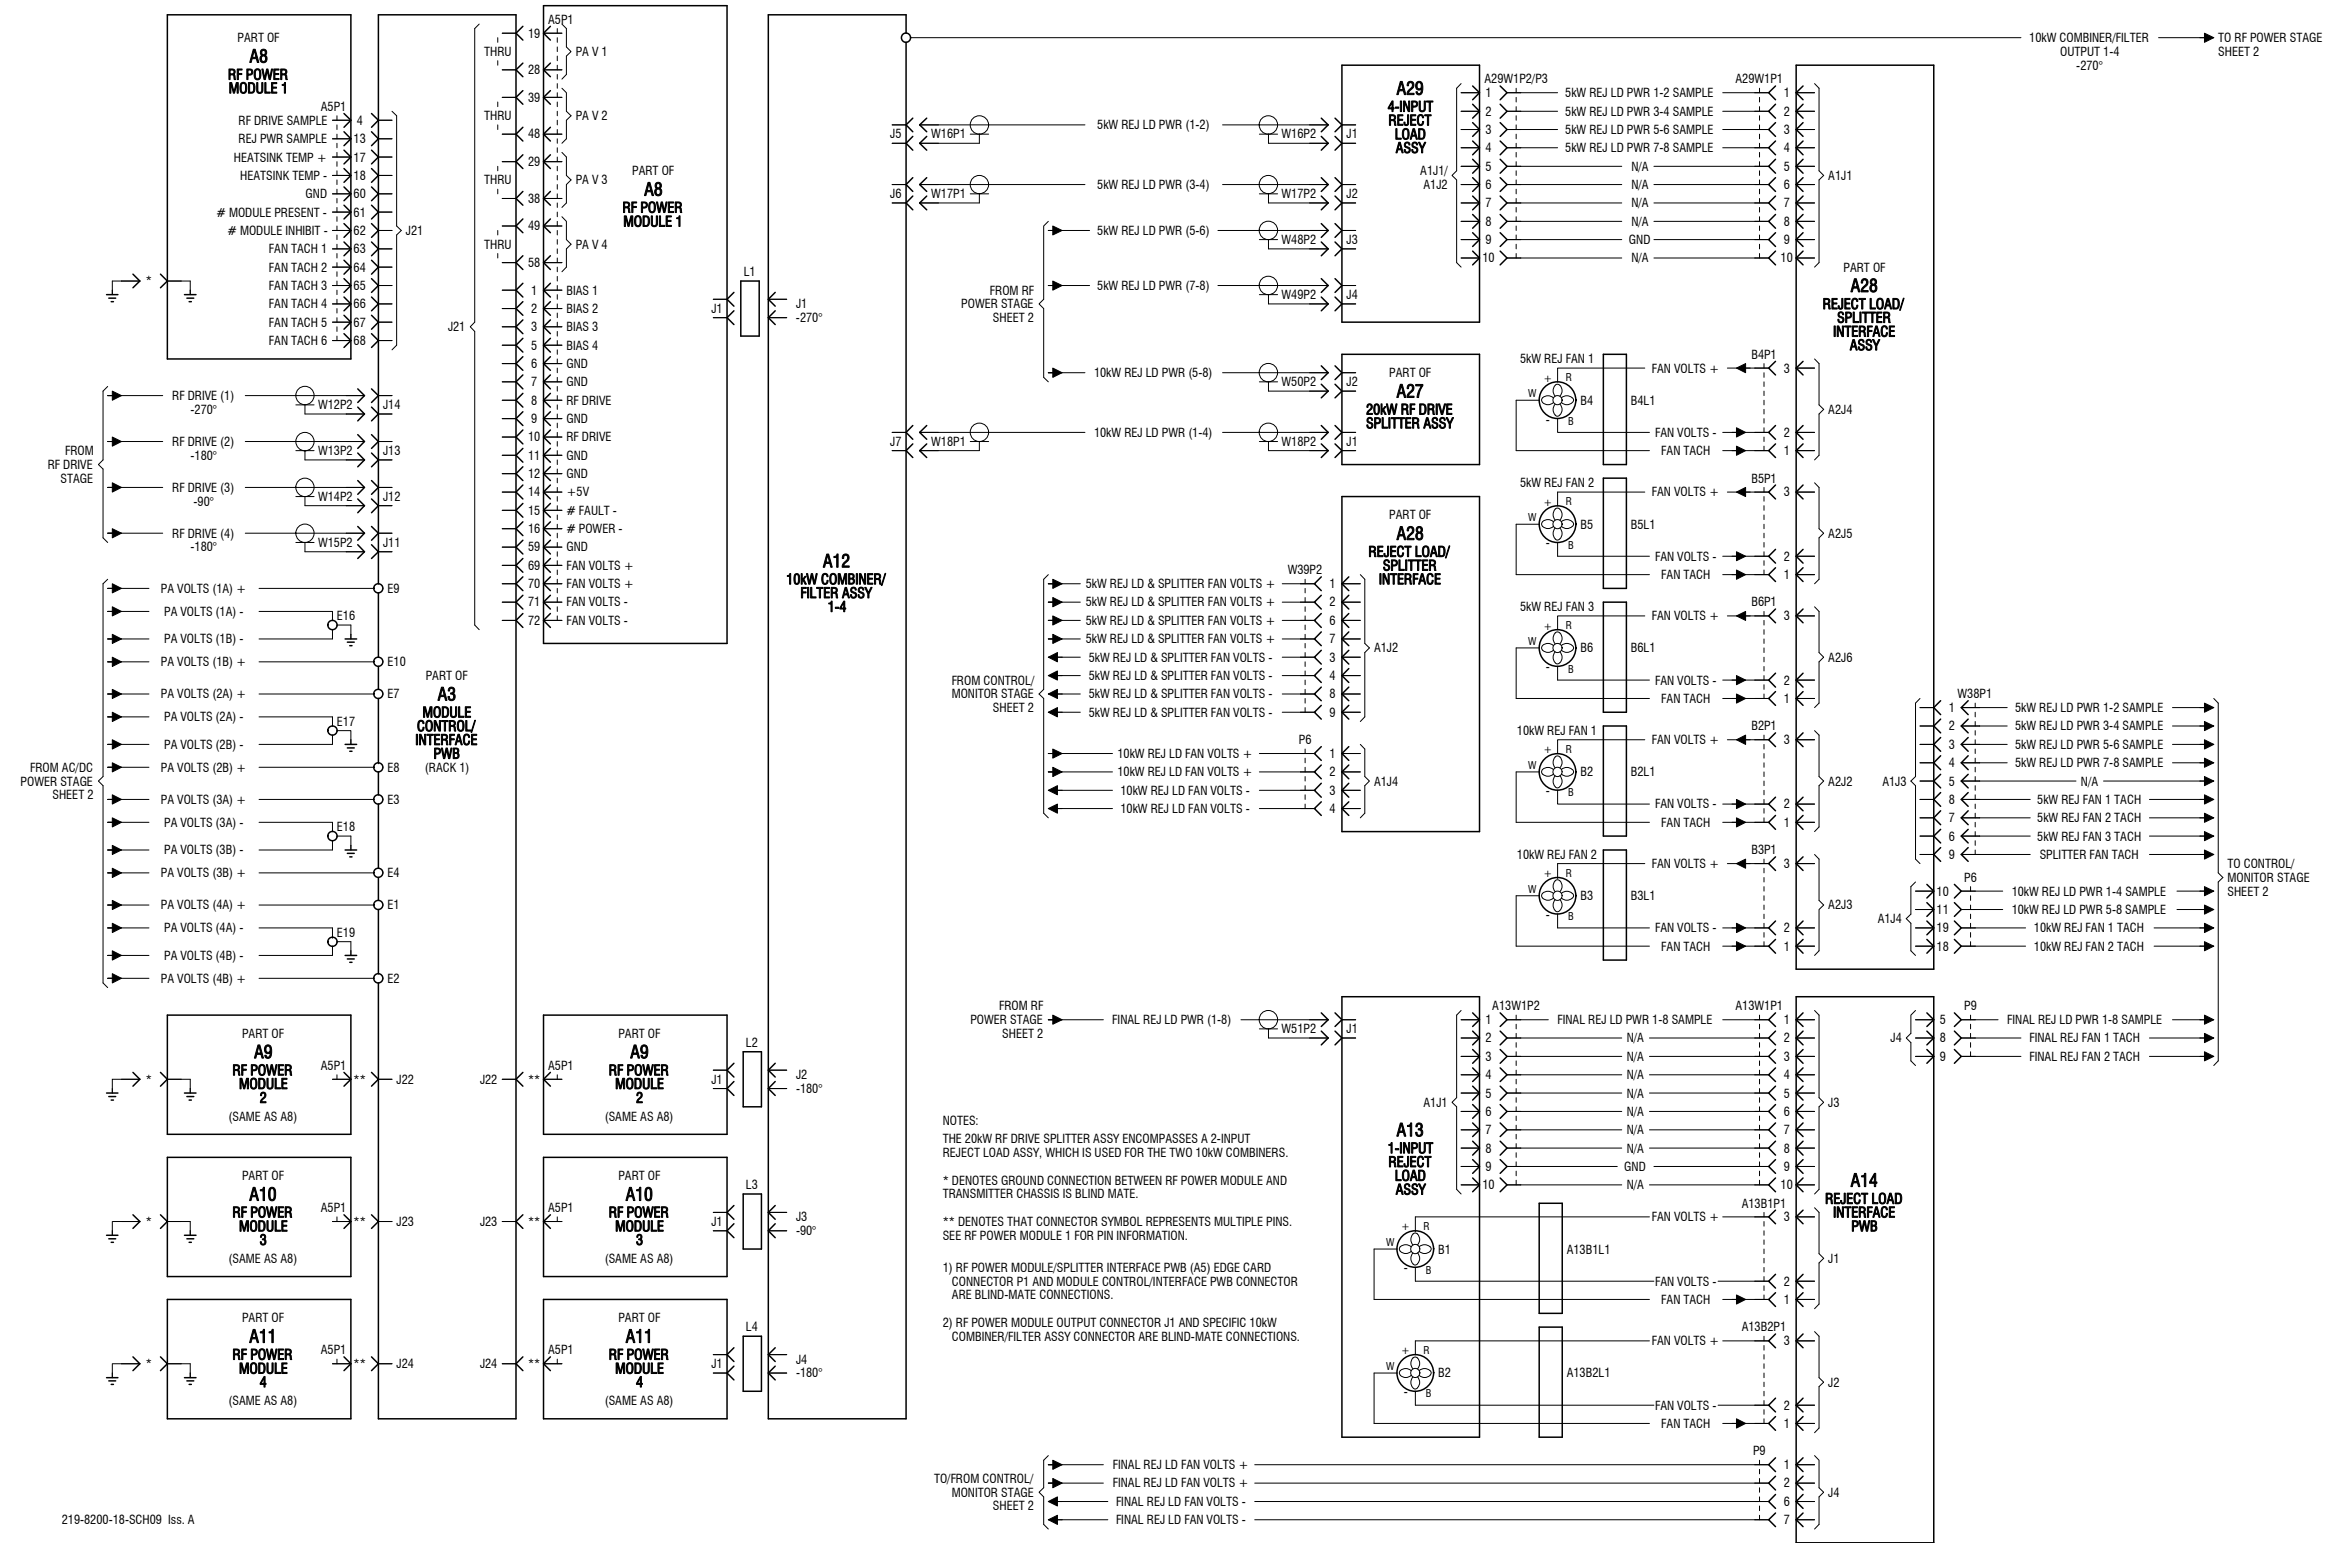 PART OF
A8
RF POWER
MODULE 1
A5P1
RF DRIVE SAMPLE 4
REJ PWR SAMPLE 13
HEATSINK TEMP + 17
HEATSINK TEMP - 18
GND 60
# MODULE PRESENT - 61
# MODULE INHIBIT - 62
FAN TACH 1 63
FAN TACH 2 64
FAN TACH 3 65
FAN TACH 4 66
FAN TACH 5 67
FAN TACH 6 68
J21
*
FROM
RF DRIVE
STAGE
RF DRIVE (1) W12P2 J14
-270°
RF DRIVE (2) W13P2 J13
-180°
RF DRIVE (3) W14P2 J12
-90°
RF DRIVE (4) W15P2 J11
-180°
FROM AC/DC
POWER STAGE
SHEET 2
PA VOLTS (1A) + E9
PA VOLTS (1A) - E16
PA VOLTS (1B) -
PA VOLTS (1B) + E10
PA VOLTS (2A) + E7
PA VOLTS (2A) - E17
PA VOLTS (2B) -
PA VOLTS (2B) + E8
PA VOLTS (3A) + E3
PA VOLTS (3A) - E18
PA VOLTS (3B) -
PA VOLTS (3B) + E4
PA VOLTS (4A) + E1
PA VOLTS (4A) - E19
PA VOLTS (4B) -
PA VOLTS (4B) + E2
PART OF
A3
MODULE
CONTROL/
INTERFACE
PWB
(RACK 1)
PART OF
A9
RF POWER
MODULE
2
(SAME AS A8)
* A5P1 ** J22
PART OF
A10
RF POWER
MODULE
3
(SAME AS A8)
* A5P1 ** J23
PART OF
A11
RF POWER
MODULE
4
(SAME AS A8)
* A5P1 ** J24
A5P1
19
THRU PA V 1
28
39
THRU PA V 2
48
29
THRU PA V 3
38
49
THRU PA V 4
58
J21
1 BIAS 1
2 BIAS 2
3 BIAS 3
5 BIAS 4
6 GND
7 GND
8 RF DRIVE
9 GND
10 RF DRIVE
11 GND
12 GND
14 +5V
15 # FAULT -
16 # POWER -
59 GND
69 FAN VOLTS +
70 FAN VOLTS +
71 FAN VOLTS -
72 FAN VOLTS -
PART OF
A8
RF POWER
MODULE 1
J1 L1 J1
-270°
PART OF
A9
RF POWER
MODULE
2
(SAME AS A8)
J22 ** A5P1 J1 L2 J2
-180°
PART OF
A10
RF POWER
MODULE
3
(SAME AS A8)
J23 ** A5P1 J1 L3 J3
-90°
PART OF
A11
RF POWER
MODULE
4
(SAME AS A8)
J24 ** A5P1 J1 L4 J4
-180°
A12
10kW COMBINER/
FILTER ASSY
1-4
10kW COMBINER/FILTER
OUTPUT 1-4
-270°
TO RF POWER STAGE
SHEET 2
J5 W16P1 5kW REJ LD PWR (1-2) W16P2 J1
J6 W17P1 5kW REJ LD PWR (3-4) W17P2 J2
5kW REJ LD PWR (5-6) W48P2 J3
5kW REJ LD PWR (7-8) W49P2 J4
FROM RF
POWER STAGE
SHEET 2
10kW REJ LD PWR (5-8) W50P2 J2
J7 W18P1 10kW REJ LD PWR (1-4) W18P2 J1
A29
4-INPUT
REJECT
LOAD
ASSY
A1J1/
A1J2
A29W1P2/P3 A29W1P1
1 5kW REJ LD PWR 1-2 SAMPLE 1
2 5kW REJ LD PWR 3-4 SAMPLE 2
3 5kW REJ LD PWR 5-6 SAMPLE 3
4 5kW REJ LD PWR 7-8 SAMPLE 4
5 N/A 5
6 N/A 6
7 N/A 7
8 N/A 8
9 GND 9
10 N/A 10
A1J1
PART OF
A27
20kW RF DRIVE
SPLITTER ASSY
PART OF
A28
REJECT LOAD/
SPLITTER
INTERFACE
FROM CONTROL/
MONITOR STAGE
SHEET 2
W39P2
5kW REJ LD & SPLITTER FAN VOLTS + 1
5kW REJ LD & SPLITTER FAN VOLTS + 2
5kW REJ LD & SPLITTER FAN VOLTS + 6
5kW REJ LD & SPLITTER FAN VOLTS + 7
5kW REJ LD & SPLITTER FAN VOLTS - 3
5kW REJ LD & SPLITTER FAN VOLTS - 4
5kW REJ LD & SPLITTER FAN VOLTS - 8
5kW REJ LD & SPLITTER FAN VOLTS - 9
A1J2
P6
10kW REJ LD FAN VOLTS + 1
10kW REJ LD FAN VOLTS + 2
10kW REJ LD FAN VOLTS - 3
10kW REJ LD FAN VOLTS - 4
A1J4
PART OF
A28
REJECT LOAD/
SPLITTER
INTERFACE
ASSY
5kW REJ FAN 1 B4P1
+ R FAN VOLTS + 3
W B4 B4L1 A2J4
- B FAN VOLTS - 2
FAN TACH 1
5kW REJ FAN 2 B5P1
+ R FAN VOLTS + 3
W B5 B5L1 A2J5
- B FAN VOLTS - 2
FAN TACH 1
5kW REJ FAN 3 B6P1
+ R FAN VOLTS + 3
W B6 B6L1 A2J6
- B FAN VOLTS - 2
FAN TACH 1
10kW REJ FAN 1 B2P1
+ R FAN VOLTS + 3
W B2 B2L1 A2J2
- B FAN VOLTS - 2
FAN TACH 1
10kW REJ FAN 2 B3P1
+ R FAN VOLTS + 3
W B3 B3L1 A2J3
- B FAN VOLTS - 2
FAN TACH 1
W38P1
1 5kW REJ LD PWR 1-2 SAMPLE
2 5kW REJ LD PWR 3-4 SAMPLE
3 5kW REJ LD PWR 5-6 SAMPLE
4 5kW REJ LD PWR 7-8 SAMPLE
A1J3 5 N/A
8 5kW REJ FAN 1 TACH
7 5kW REJ FAN 2 TACH
6 5kW REJ FAN 3 TACH
9 SPLITTER FAN TACH
P6
10 10kW REJ LD PWR 1-4 SAMPLE
11 10kW REJ LD PWR 5-8 SAMPLE
A1J4
19 10kW REJ FAN 1 TACH
18 10kW REJ FAN 2 TACH
TO CONTROL/
MONITOR STAGE
SHEET 2
P9
5 FINAL REJ LD PWR 1-8 SAMPLE
J4 8 FINAL REJ FAN 1 TACH
9 FINAL REJ FAN 2 TACH
FROM RF
POWER STAGE
SHEET 2
FINAL REJ LD PWR (1-8) W51P2 J1
A13
1-INPUT
REJECT
LOAD
ASSY
A1J1
A13W1P2 A13W1P1
1 FINAL REJ LD PWR 1-8 SAMPLE 1
2 N/A 2
3 N/A 3
4 N/A 4
5 N/A 5
6 N/A 6
7 N/A 7
8 N/A 8
9 GND 9
10 N/A 10
J3
A14
REJECT LOAD
INTERFACE
PWB
A13B1P1
+ R FAN VOLTS + 3
W B1 A13B1L1 J1
- B FAN VOLTS - 2
FAN TACH 1
A13B2P1
+ R FAN VOLTS + 3
W B2 A13B2L1 J2
- B FAN VOLTS - 2
FAN TACH 1
TO/FROM CONTROL/
MONITOR STAGE
SHEET 2
P9
FINAL REJ LD FAN VOLTS + 1
FINAL REJ LD FAN VOLTS + 2
FINAL REJ LD FAN VOLTS - 6
FINAL REJ LD FAN VOLTS - 7
J4
NOTES:
THE 20kW RF DRIVE SPLITTER ASSY ENCOMPASSES A 2-INPUT
REJECT LOAD ASSY, WHICH IS USED FOR THE TWO 10kW COMBINERS.
* DENOTES GROUND CONNECTION BETWEEN RF POWER MODULE AND
TRANSMITTER CHASSIS IS BLIND MATE.
** DENOTES THAT CONNECTOR SYMBOL REPRESENTS MULTIPLE PINS.
SEE RF POWER MODULE 1 FOR PIN INFORMATION.
1) RF POWER MODULE/SPLITTER INTERFACE PWB (A5) EDGE CARD
CONNECTOR P1 AND MODULE CONTROL/INTERFACE PWB CONNECTOR
ARE BLIND-MATE CONNECTIONS.
2) RF POWER MODULE OUTPUT CONNECTOR J1 AND SPECIFIC 10kW
COMBINER/FILTER ASSY CONNECTOR ARE BLIND-MATE CONNECTIONS.
219-8200-18-SCH09 Iss. A